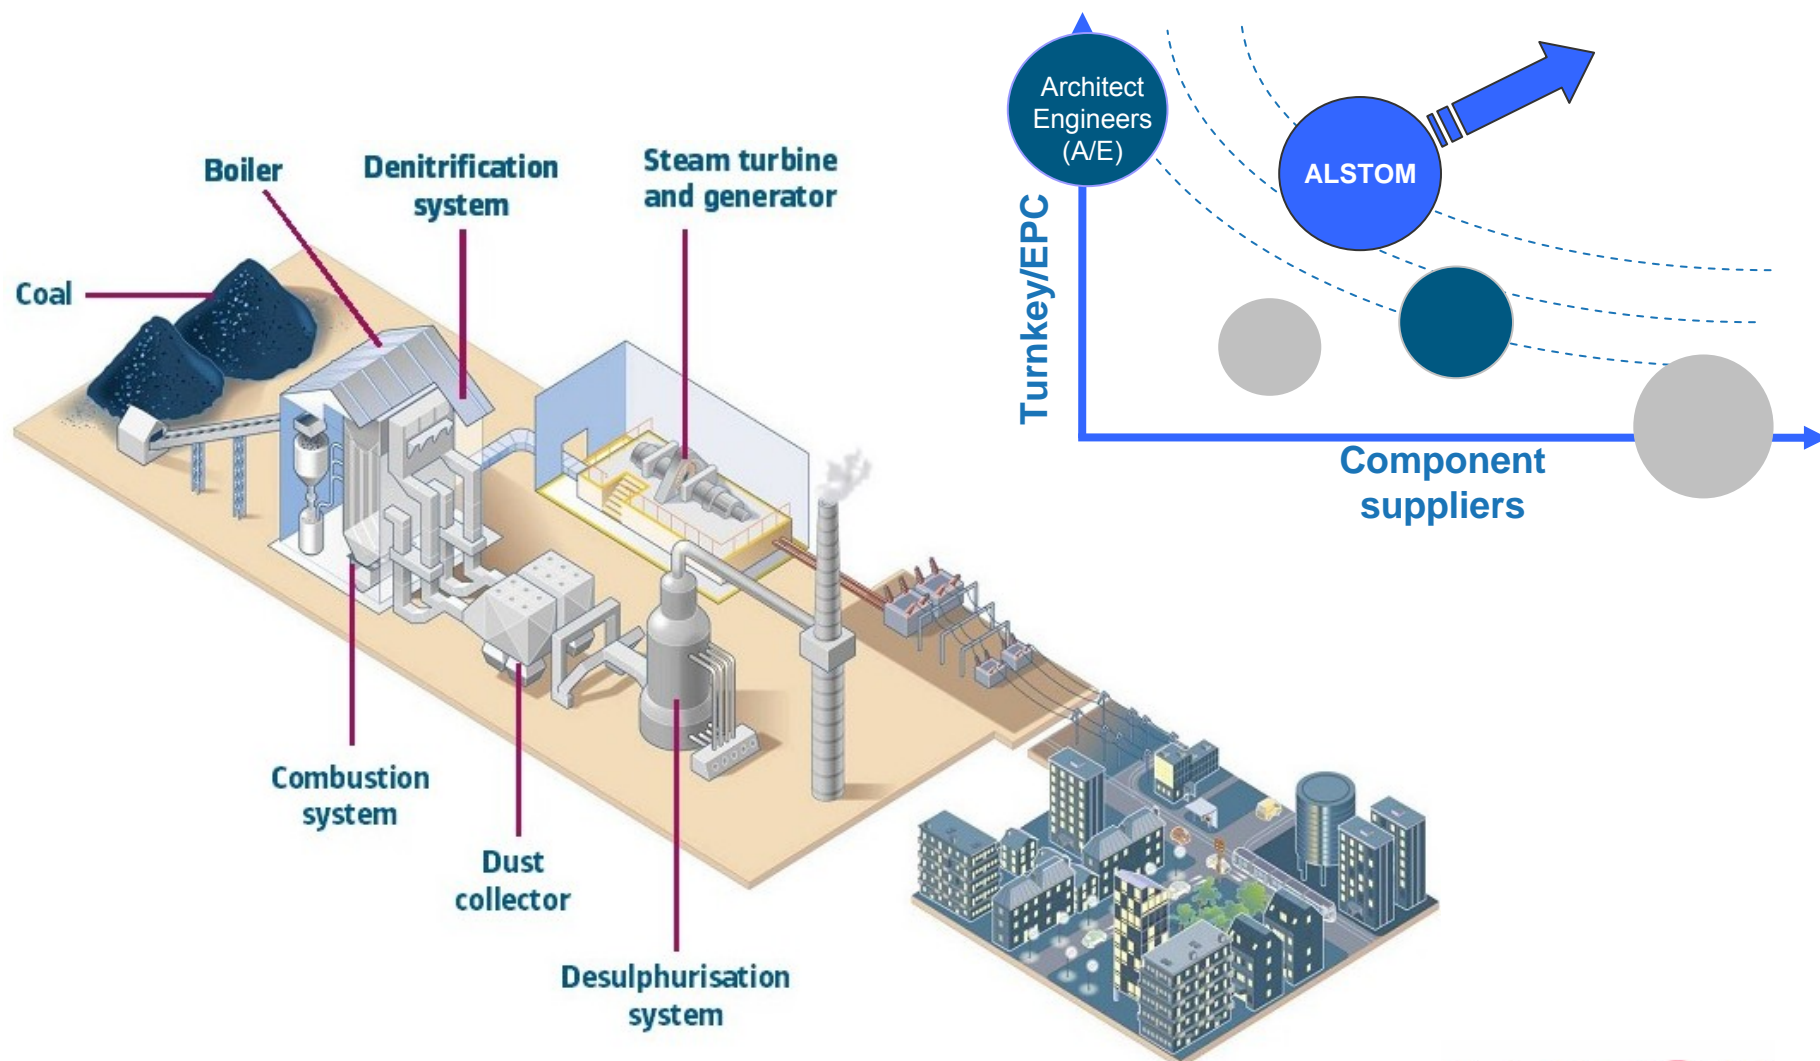 Architect
Engineers
(A/E)
ALSTOM
Turnkey/EPC
Component
suppliers
Boiler
Denitrification
system
Steam turbine
and generator
Coal
Combustion
system
Dust
collector
Desulphurisation
system